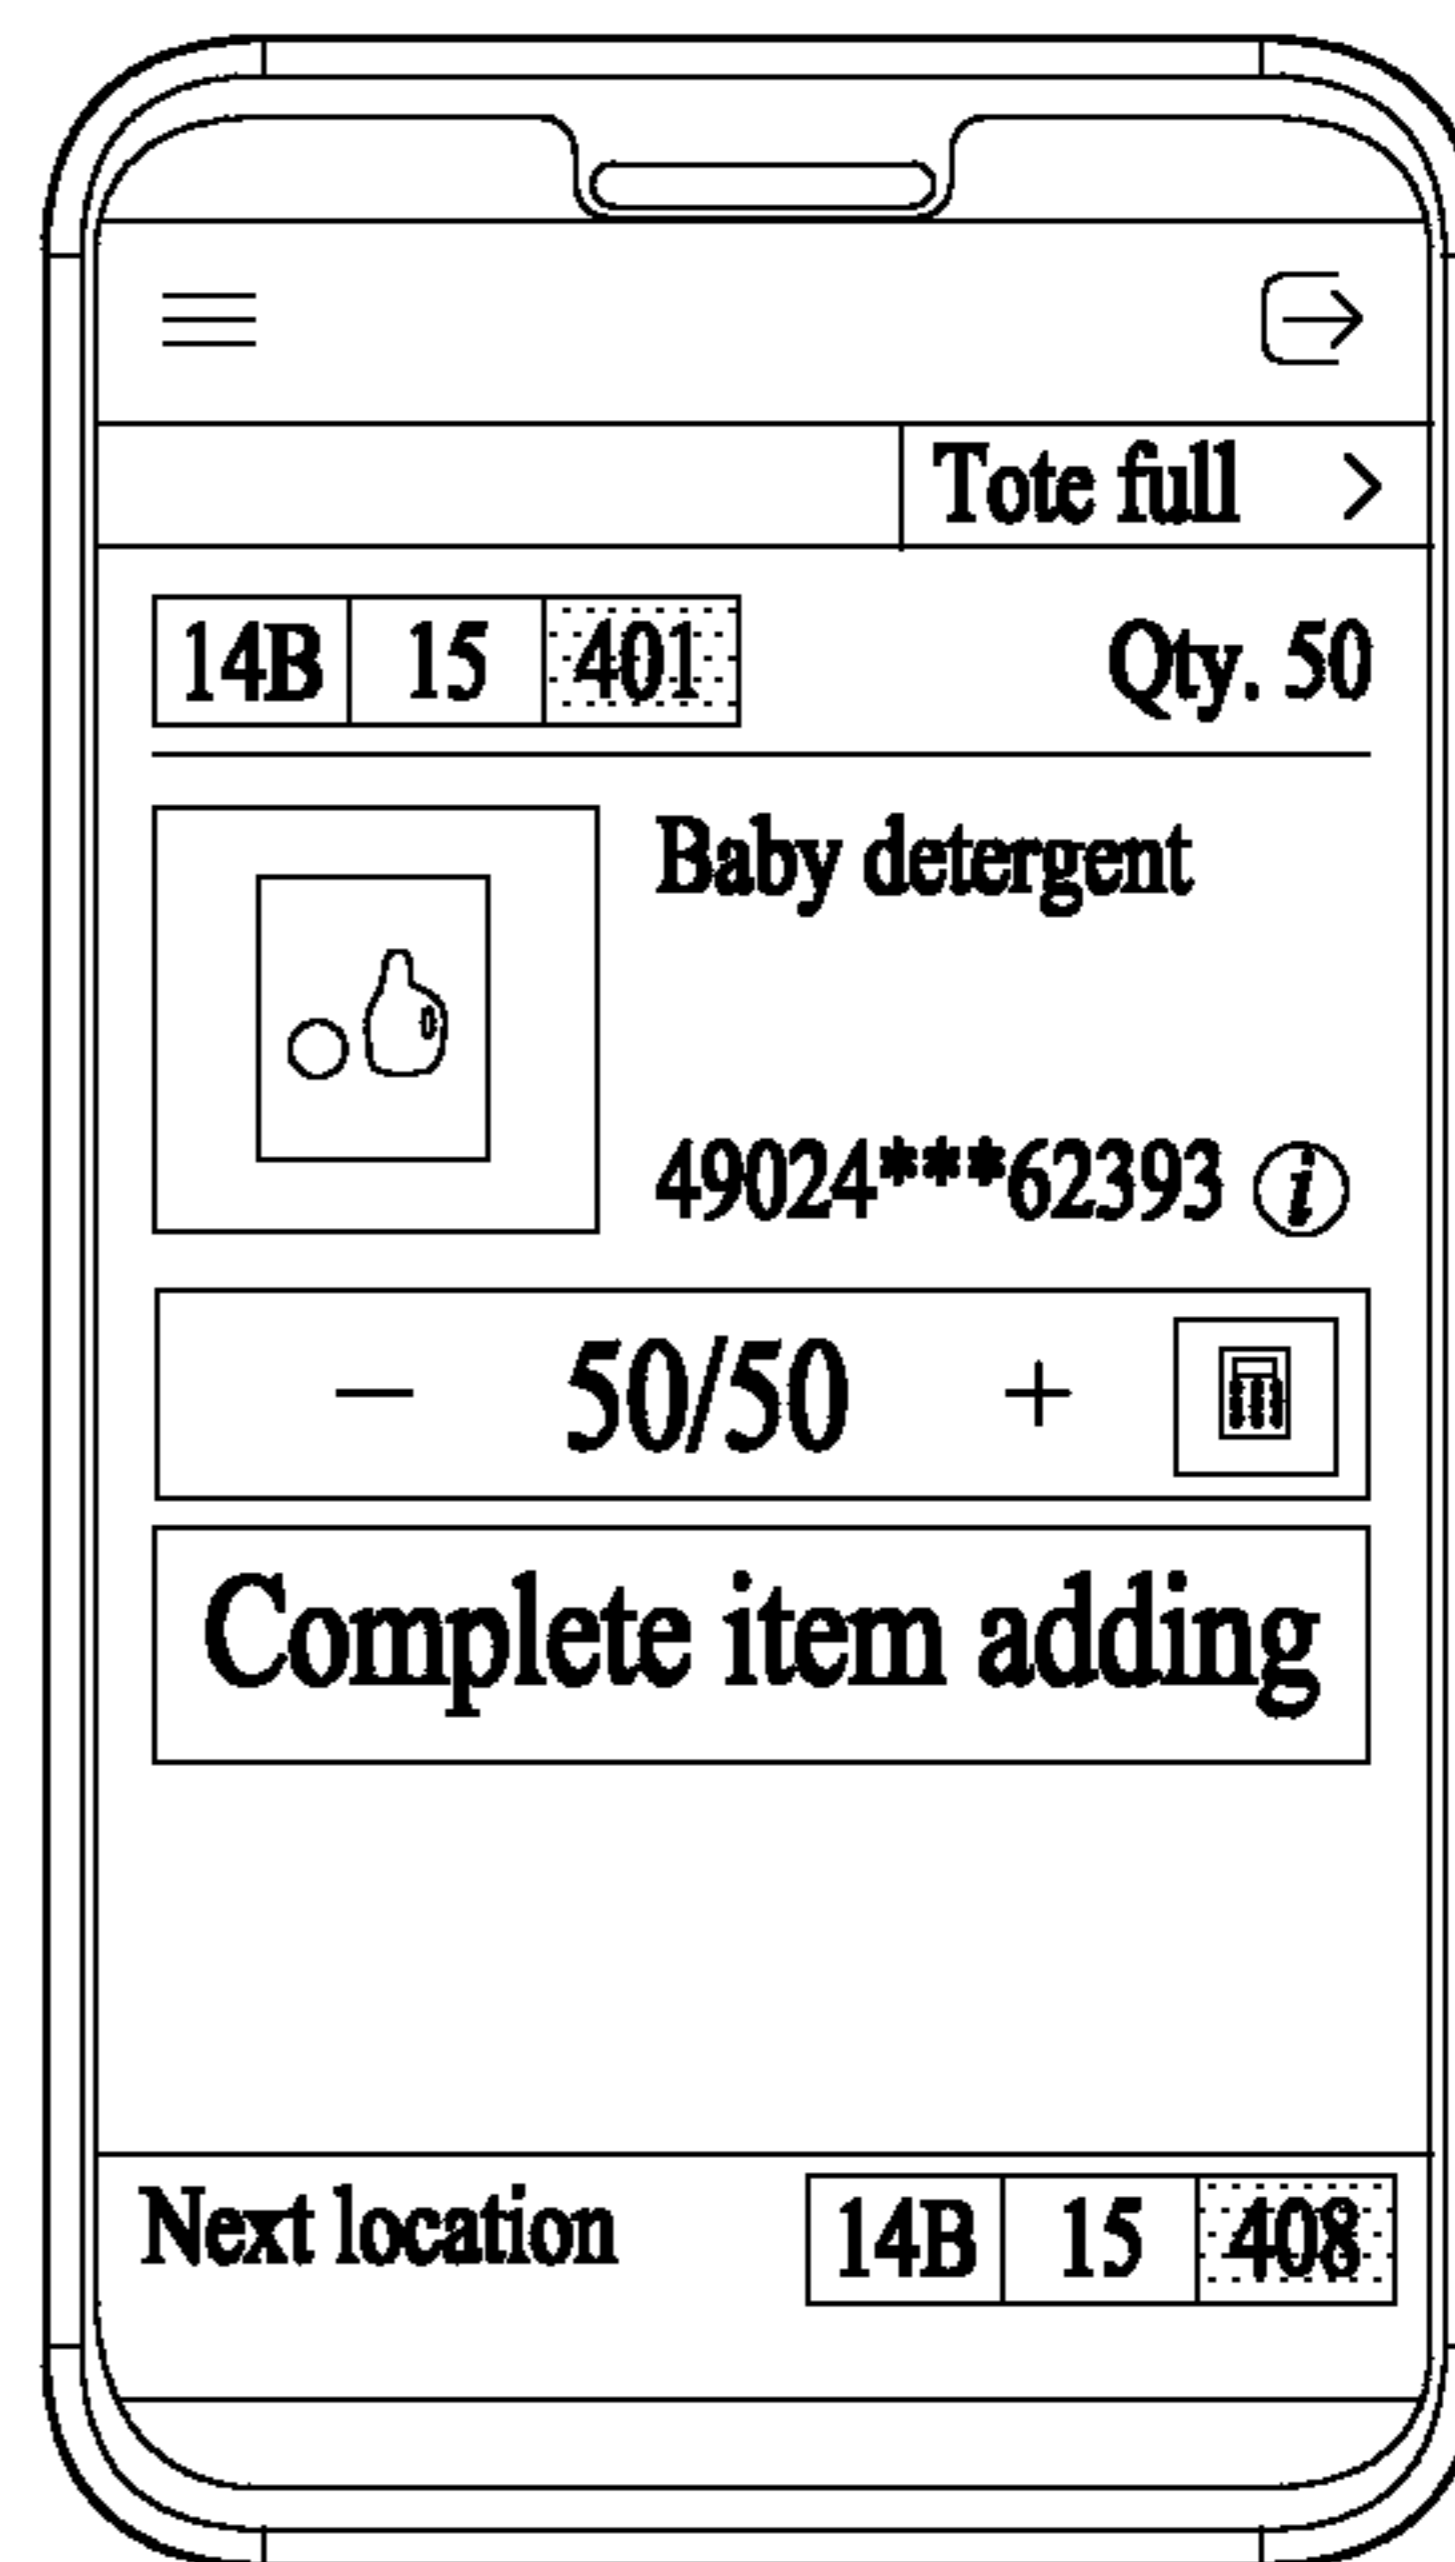 Tote full >
14B 15 401 Qty. 50
Baby detergent
49024***62393 i
− 50/50 +
Complete item adding
Next location 14B 15 408